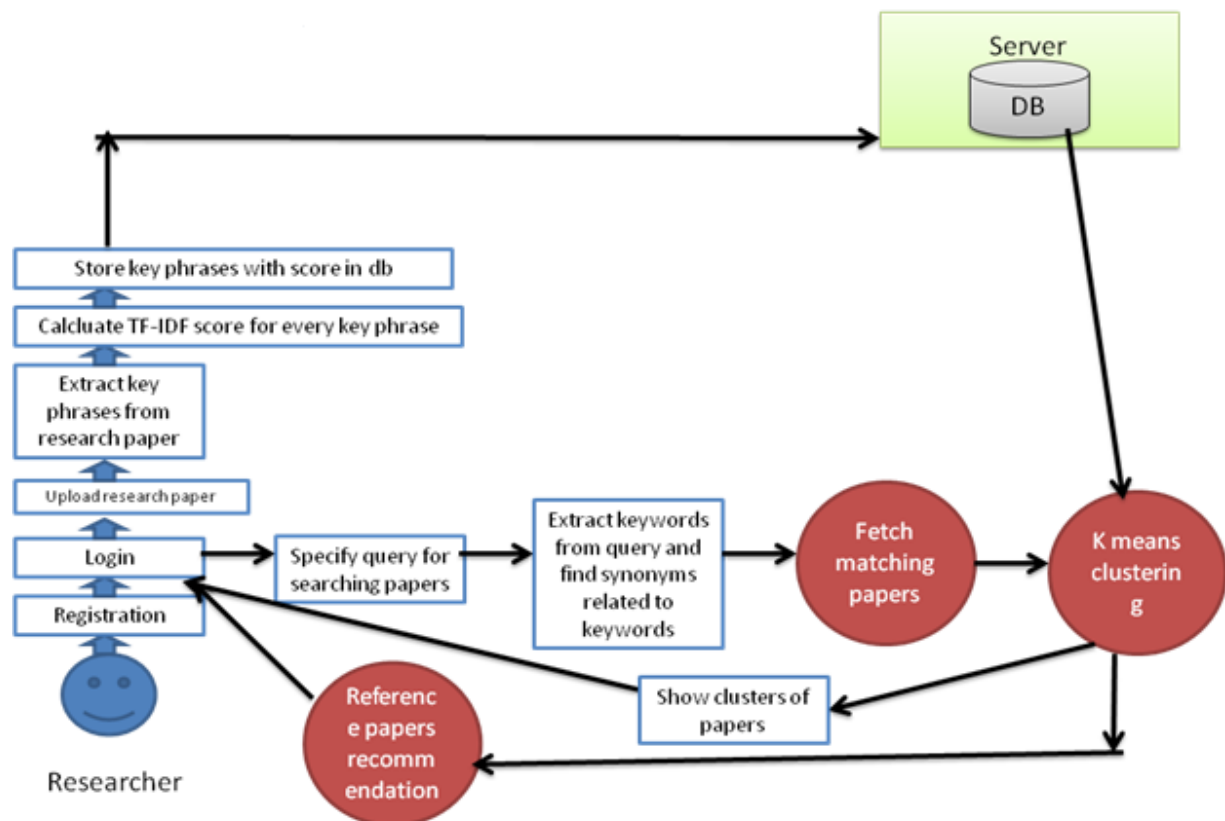 Server
DB
Store key phrases with score in db
Calcluate TF-IDF score for every key phrase
Extract key
phrases from
research paper
Upload research paper
Login
Registration
Researcher
Specify query for
searching papers
Extract keywords
from query and
find synonyms
related to
keywords
Fetch
matching
papers
K means
clusterin
g
Show clusters of
papers
Referenc
e papers
recomm
endation